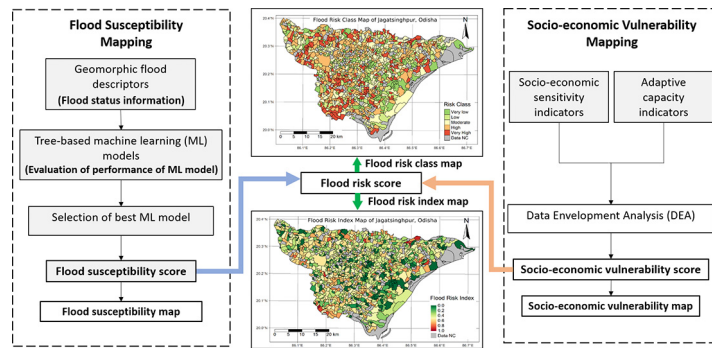 Flood Susceptibility
Mapping
Geomorphic flood
descriptors
(Flood status information)
Tree-based machine learning (ML)
models
(Evaluation of performance of ML model)
Selection of best ML model
Flood susceptibility score
Flood susceptibility map
Flood Risk Class Map of Jagatsinghpur, Odisha
N
Risk Class
Very low
Low
Moderate
High
Very High
Data NC
0
10
20 km
Flood risk class map
Flood risk score
Flood risk index map
Flood Risk Index Map of Jagatsinghpur, Odisha
N
Flood Risk Index
0.0
0.2
0.4
0.6
0.8
1.0
Data NC
0
10
20 km
Socio-economic Vulnerability
Mapping
Socio-economic
sensitivity
indicators
Adaptive
capacity
indicators
Data Envelopment Analysis (DEA)
Socio-economic vulnerability score
Socio-economic vulnerability map